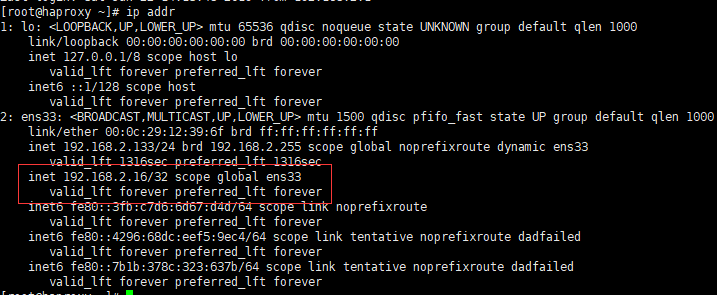 [root@haproxy ~]# ip addr
1: lo: <LOOPBACK,UP,LOWER_UP> mtu 65536 qdisc noqueue state UNKNOWN group default qlen 1000
    link/loopback 00:00:00:00:00:00 brd 00:00:00:00:00:00
    inet 127.0.0.1/8 scope host lo
       valid_lft forever preferred_lft forever
    inet6 ::1/128 scope host
       valid_lft forever preferred_lft forever
2: ens33: <BROADCAST,MULTICAST,UP,LOWER_UP> mtu 1500 qdisc pfifo_fast state UP group default qlen 1000
    link/ether 00:0c:29:12:39:6f brd ff:ff:ff:ff:ff:ff
    inet 192.168.2.133/24 brd 192.168.2.255 scope global noprefixroute dynamic ens33
       valid_lft 1316sec preferred_lft 1316sec
    inet 192.168.2.16/32 scope global ens33
       valid_lft forever preferred_lft forever
    inet6 fe80::3fb:c7d6:6d67:d4d/64 scope link noprefixroute
       valid_lft forever preferred_lft forever
    inet6 fe80::4296:68dc:eef5:9ec4/64 scope link tentative noprefixroute dadfailed
       valid_lft forever preferred_lft forever
    inet6 fe80::7b1b:378c:323:637b/64 scope link tentative noprefixroute dadfailed
       valid_lft forever preferred_lft forever
[root@haproxy ~]#